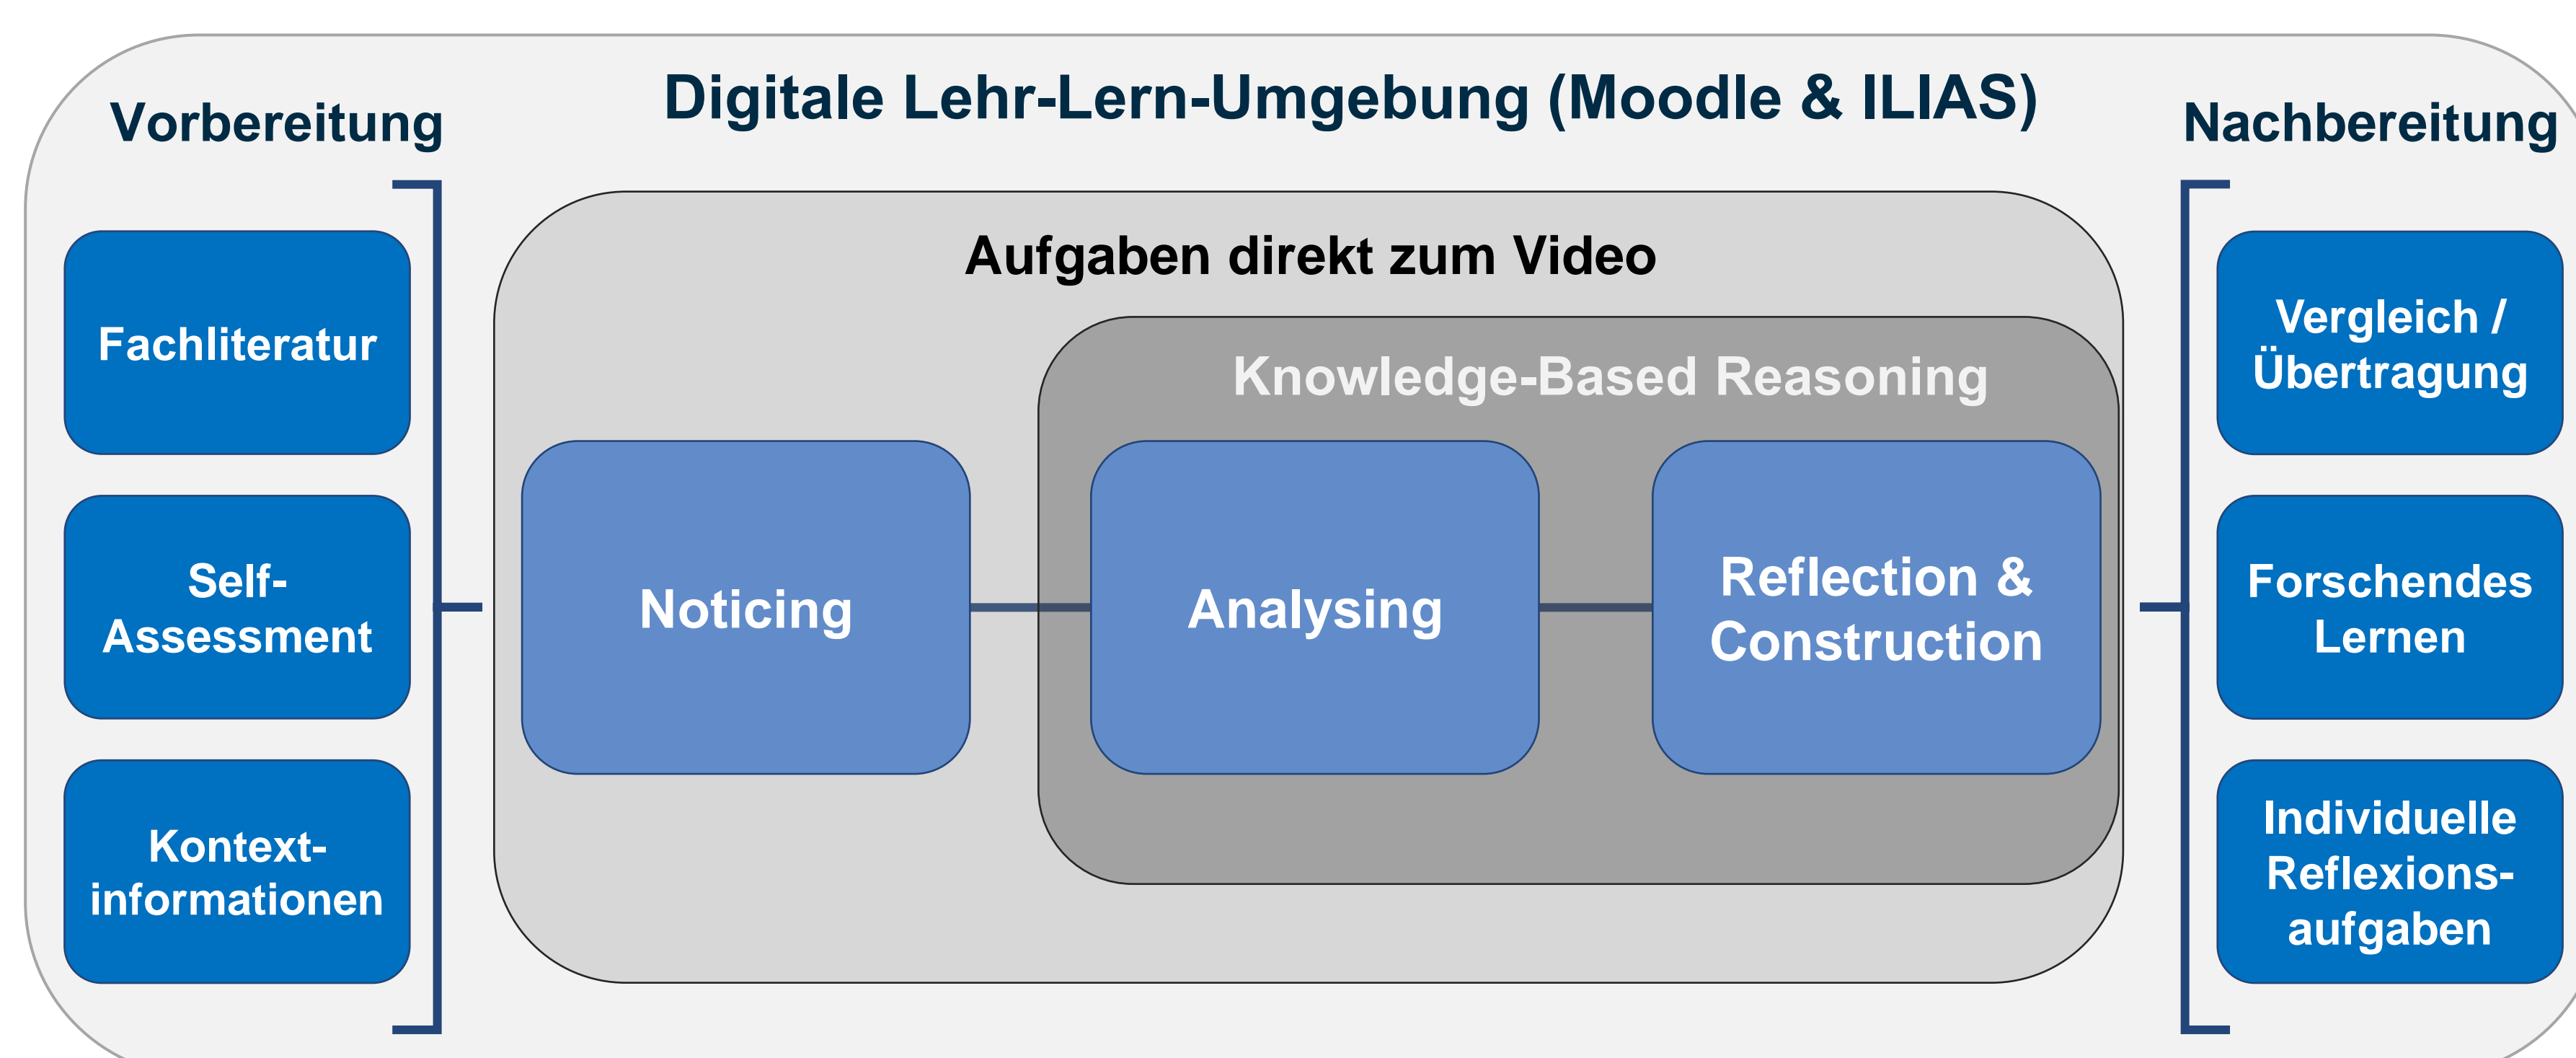 Digitale Lehr-Lern-Umgebung (Moodle & ILIAS)
Vorbereitung
Fachliteratur
Self-
Assessment
Kontext-
informationen
Aufgaben direkt zum Video
Knowledge-Based Reasoning
Noticing
Analysing
Reflection &
Construction
Nachbereitung
Vergleich /
Übertragung
Forschendes
Lernen
Individuelle
Reflexions-
aufgaben